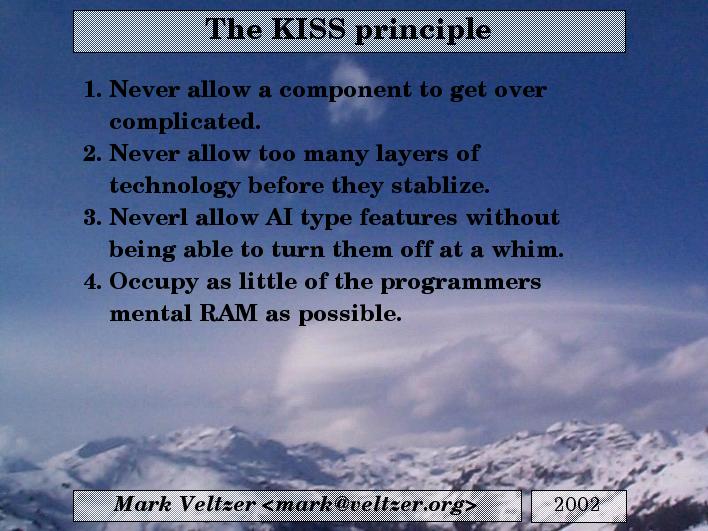 The KISS principle
1. Never allow a component to get over
complicated.
2. Never allow too many layers of
technology before they stablize.
3. Neverl allow AI type features without
being able to turn them off at a whim.
4. Occupy as little of the programmers
mental RAM as possible.
Mark Veltzer <mark@veltzer.org>
2002